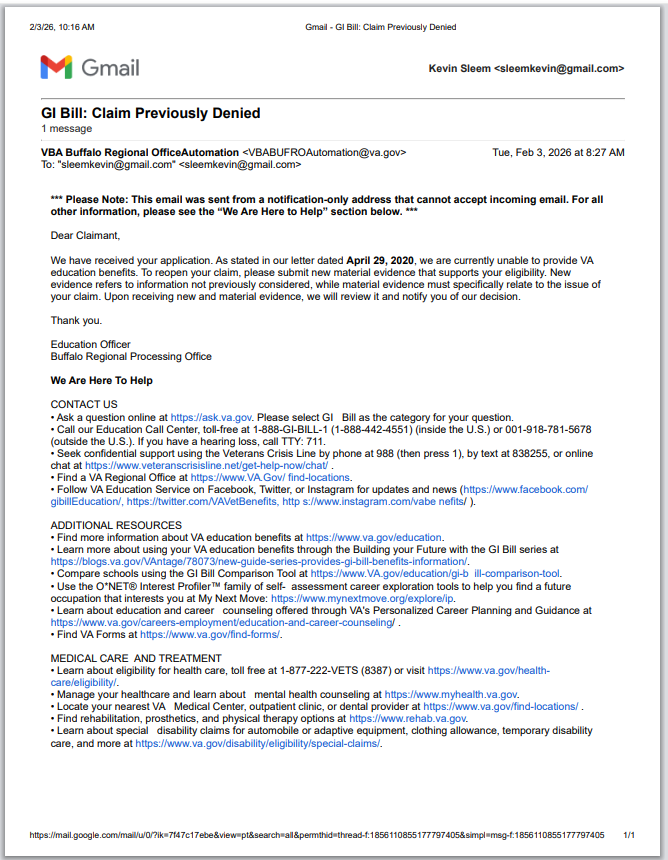 2/3/26, 10:16 AM Gmail - GI Bill: Claim Previously Denied
Gmail
Kevin Sleem <sleemkevin@gmail.com>
GI Bill: Claim Previously Denied
1 message
VBA Buffalo Regional OfficeAutomation <VBABUFROAutomation@va.gov> Tue, Feb 3, 2026 at 8:27 AM
To: "sleemkevin@gmail.com" <sleemkevin@gmail.com>
*** Please Note: This email was sent from a notification-only address that cannot accept incoming email. For all
other information, please see the “We Are Here to Help” section below. ***
Dear Claimant,
We have received your application. As stated in our letter dated April 29, 2020, we are currently unable to provide VA
education benefits. To reopen your claim, please submit new material evidence that supports your eligibility. New
evidence refers to information not previously considered, while material evidence must specifically relate to the issue of
your claim. Upon receiving new and material evidence, we will review it and notify you of our decision.
Thank you.
Education Officer
Buffalo Regional Processing Office
We Are Here To Help
CONTACT US
• Ask a question online at https://ask.va.gov. Please select GI Bill as the category for your question.
• Call our Education Call Center, toll-free at 1-888-GI-BILL-1 (1-888-442-4551) (inside the U.S.) or 001-918-781-5678
(outside the U.S.). If you have a hearing loss, call TTY: 711.
• Seek confidential support using the Veterans Crisis Line by phone at 988 (then press 1), by text at 838255, or online
chat at https://www.veteranscrisisline.net/get-help-now/chat/ .
• Find a VA Regional Office at https://www.VA.Gov/ find-locations.
• Follow VA Education Service on Facebook, Twitter, or Instagram for updates and news (https://www.facebook.com/
gibillEducation/, https://twitter.com/VAVetBenefits, http s://www.instagram.com/vabe nefits/ ).
ADDITIONAL RESOURCES
• Find more information about VA education benefits at https://www.va.gov/education.
• Learn more about using your VA education benefits through the Building your Future with the GI Bill series at
https://blogs.va.gov/VAntage/78073/new-guide-series-provides-gi-bill-benefits-information/.
• Compare schools using the GI Bill Comparison Tool at https://www.VA.gov/education/gi-b ill-comparison-tool.
• Use the O*NET® Interest Profiler™ family of self- assessment career exploration tools to help you find a future
occupation that interests you at My Next Move: https://www.mynextmove.org/explore/ip.
• Learn about education and career counseling offered through VA's Personalized Career Planning and Guidance at
https://www.va.gov/careers-employment/education-and-career-counseling/ .
• Find VA Forms at https://www.va.gov/find-forms/.
MEDICAL CARE AND TREATMENT
• Learn about eligibility for health care, toll free at 1-877-222-VETS (8387) or visit https://www.va.gov/health-
care/eligibility/.
• Manage your healthcare and learn about mental health counseling at https://www.myhealth.va.gov.
• Locate your nearest VA Medical Center, outpatient clinic, or dental provider at https://www.va.gov/find-locations/ .
• Find rehabilitation, prosthetics, and physical therapy options at https://www.rehab.va.gov.
• Learn about special disability claims for automobile or adaptive equipment, clothing allowance, temporary disability
care, and more at https://www.va.gov/disability/eligibility/special-claims/.
https://mail.google.com/mail/u/0/?ik=7f47c17ebe&view=pt&search=all&permthid=thread-f:1856110855177797405&simpl=msg-f:1856110855177797405 1/1